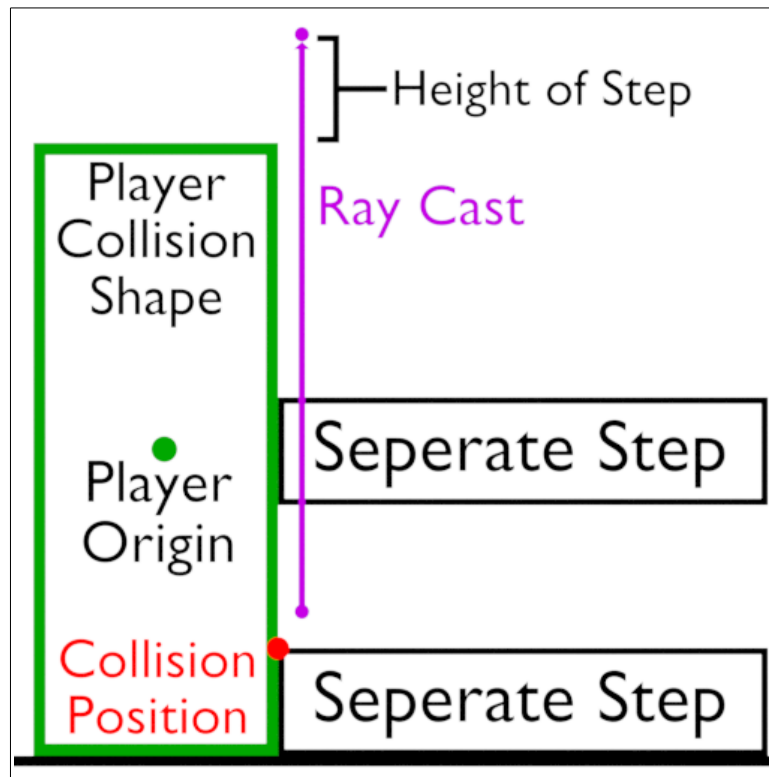 Height of Step
Player
Collision
Shape
Ray Cast
Seperate Step
Player
Origin
Collision
Position
Seperate Step